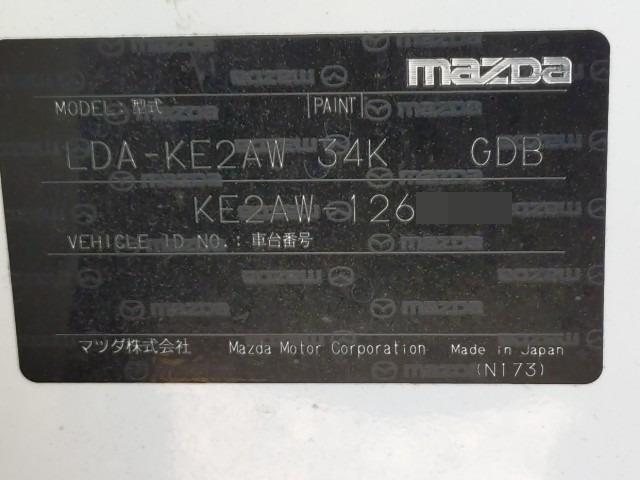 mazda
MODEL: 型式 PAINT
LDA-KE2AW 34K GDB
KE2AW-126
VEHICLE ID NO.: 車台番号
マツダ株式会社 Mazda Motor Corporation Made in Japan
(N173)